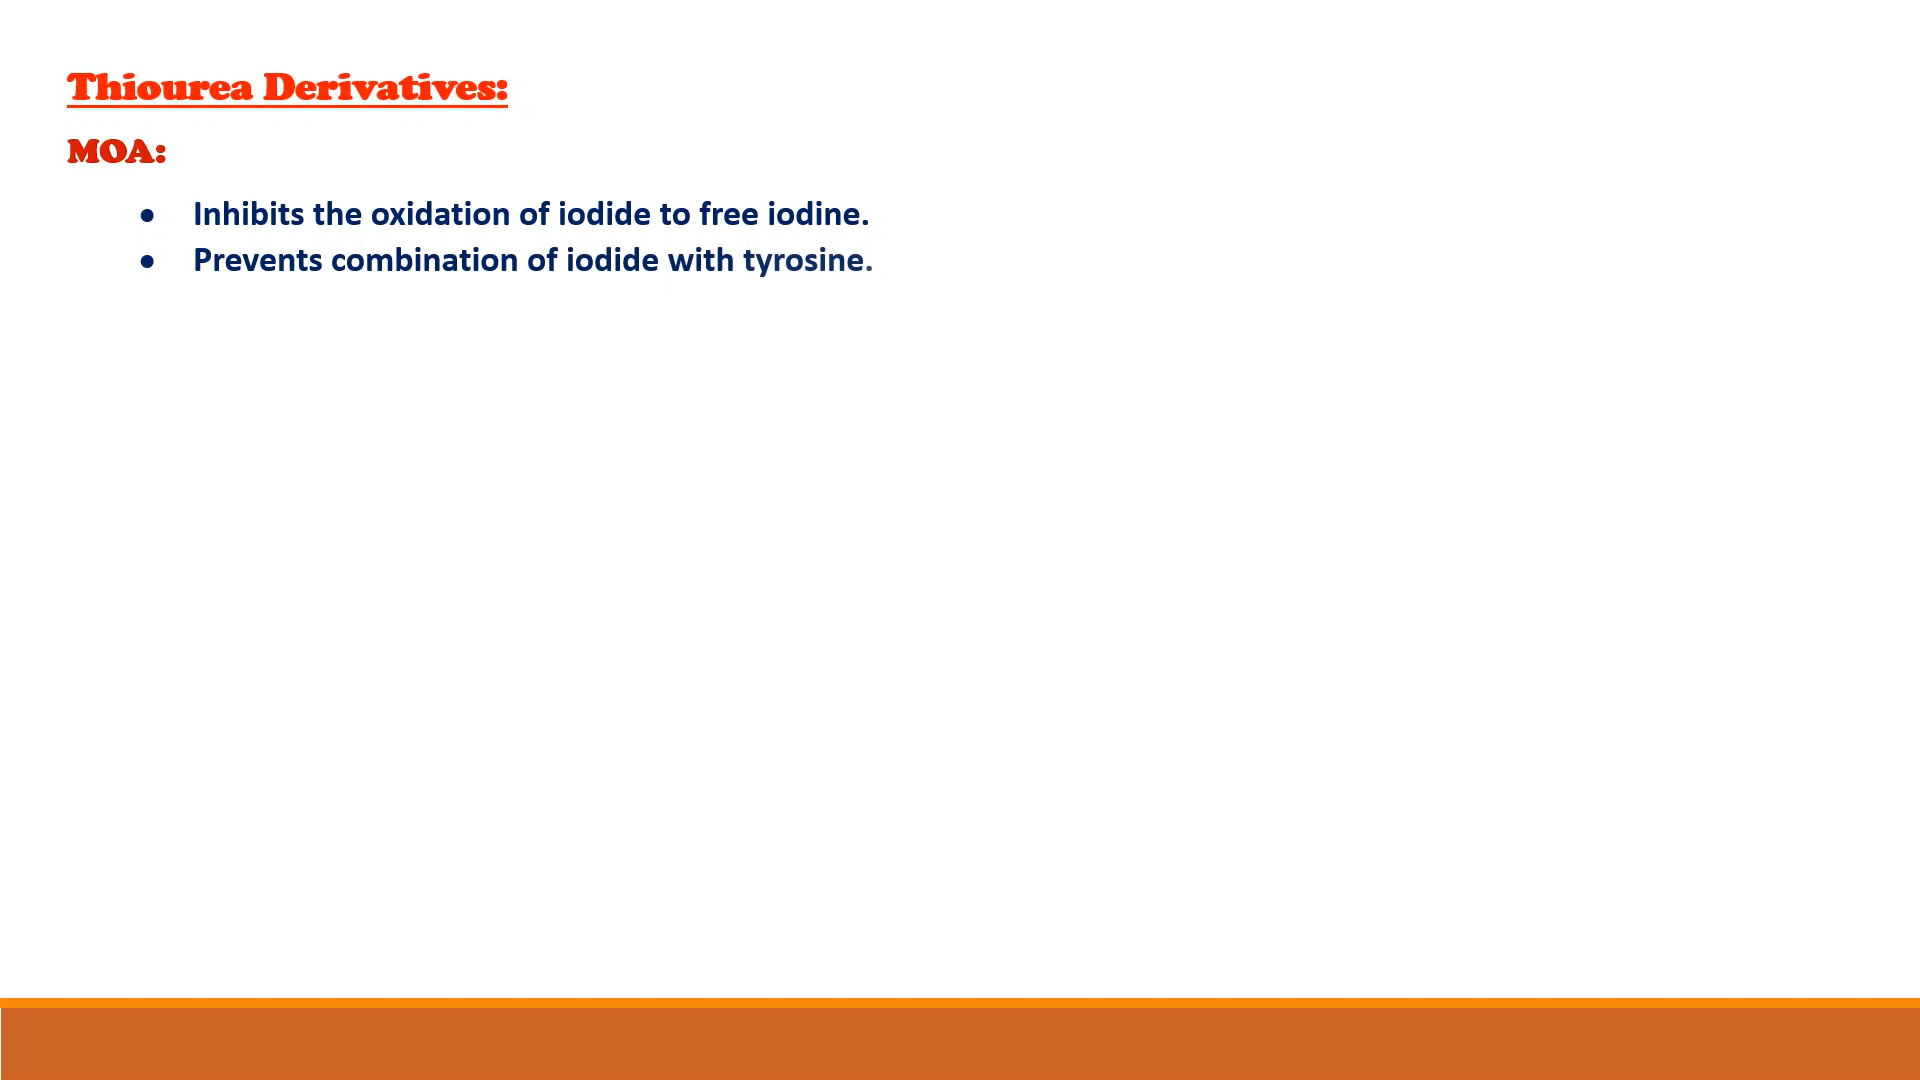 Thiourea Derivatives:
MOA:
● Inhibits the oxidation of iodide to free iodine.
● Prevents combination of iodide with tyrosine.